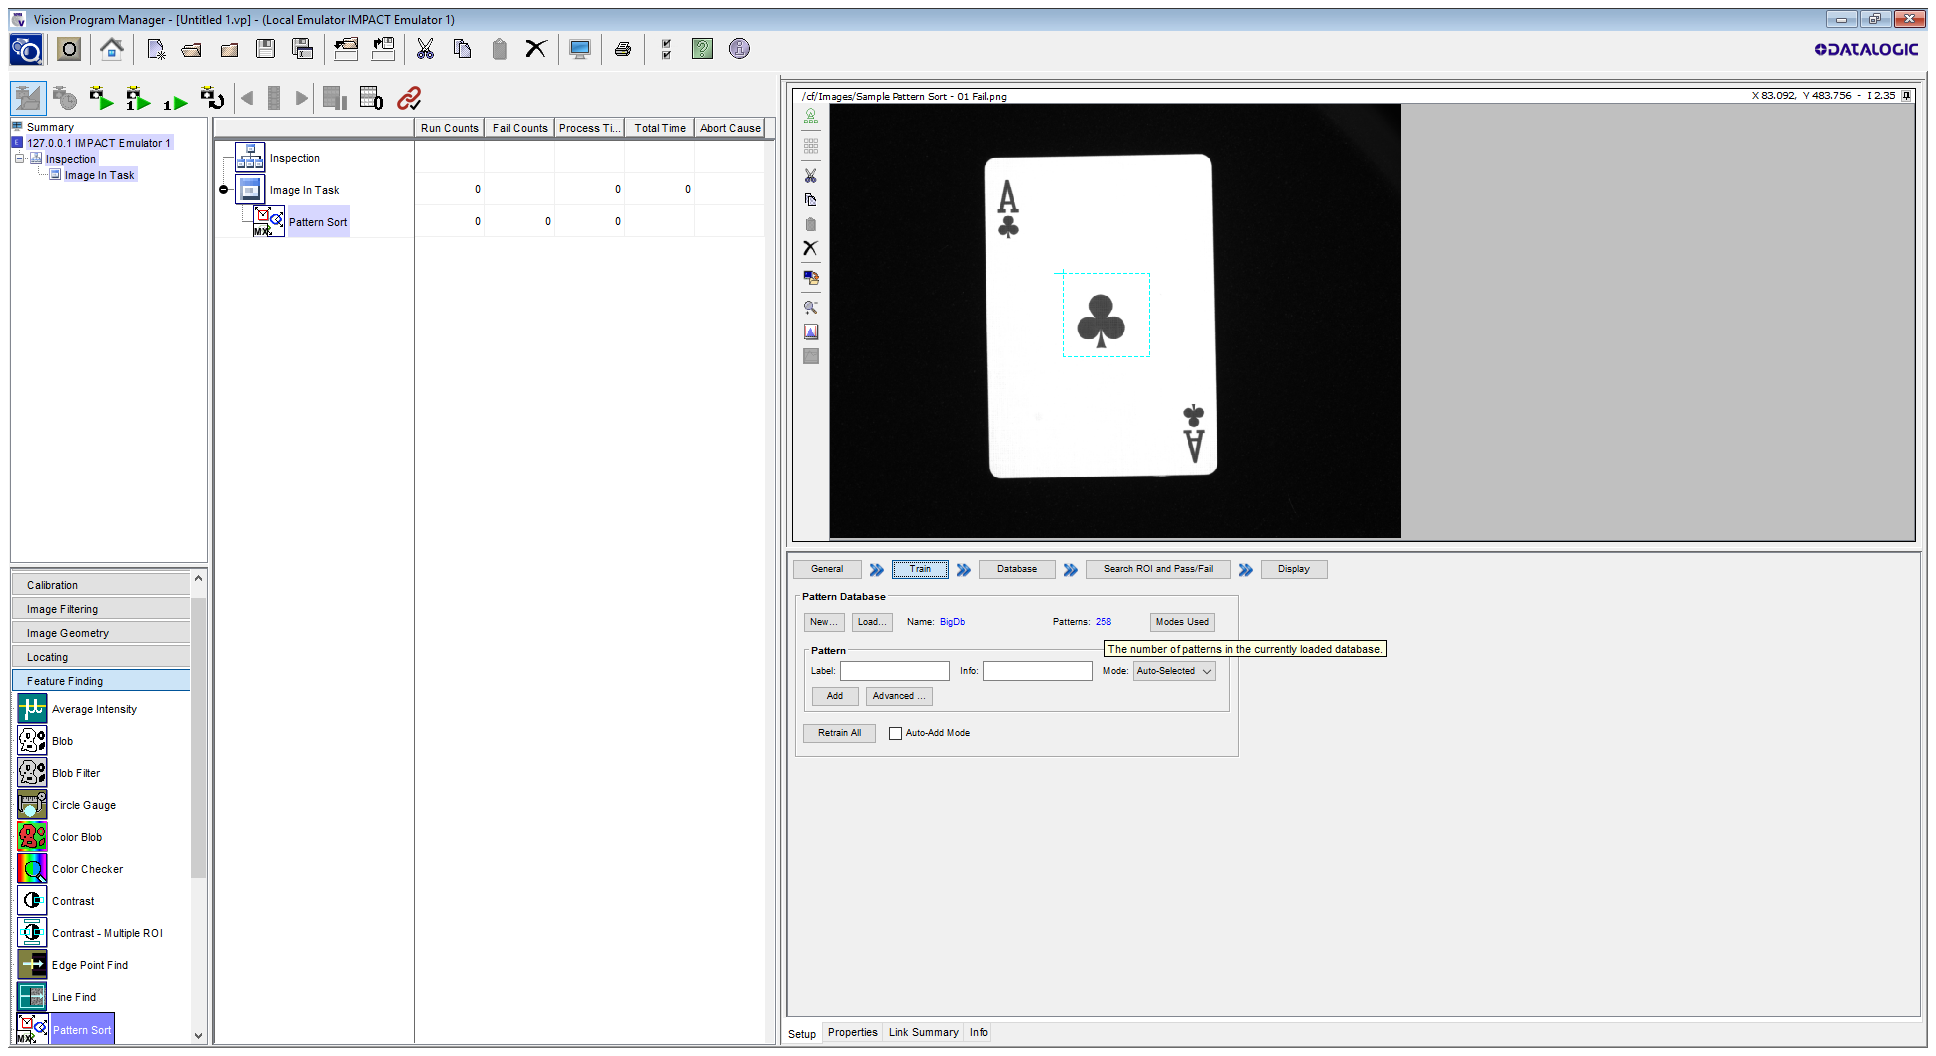 Vision Program Manager - [Untitled 1.vp] - (Local Emulator IMPACT Emulator 1)
DATALOGIC
Summary
127.0.0.1 IMPACT Emulator 1
Inspection
Image In Task
Run Counts Fail Counts Process Ti... Total Time Abort Cause
Inspection
Image In Task 0 0 0
Pattern Sort 0 0 0
/cf/Images/Sample Pattern Sort - 01 Fail.png X 83.092, Y 483.756 - I 2.35
A
A
Calibration
Image Filtering
Image Geometry
Locating
Feature Finding
Average Intensity
Blob
Blob Filter
Circle Gauge
Color Blob
Color Checker
Contrast
Contrast - Multiple ROI
Edge Point Find
Line Find
Pattern Sort
General Train Database Search ROI and Pass/Fail Display
Pattern Database
New... Load... Name: BigDb Patterns: 258 Modes Used
The number of patterns in the currently loaded database.
Pattern
Label: Info: Mode: Auto-Selected
Add Advanced ...
Retrain All Auto-Add Mode
Setup Properties Link Summary Info